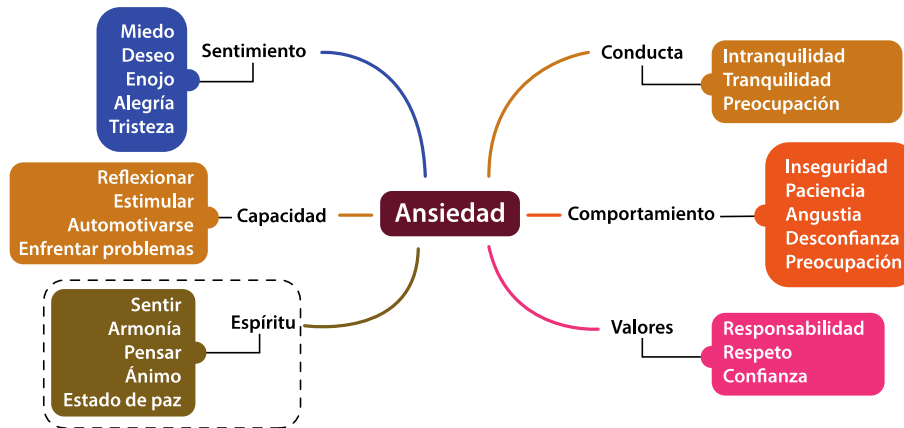 Sentimiento
Miedo
Deseo
Enojo
Alegría
Tristeza
Capacidad
Reflexionar
Estimular
Automotivarse
Enfrentar problemas
Espíritu
Sentir
Armonía
Pensar
Ánimo
Estado de paz
Ansiedad
Conducta
Intranquilidad
Tranquilidad
Preocupación
Comportamiento
Inseguridad
Paciencia
Angustia
Desconfianza
Preocupación
Valores
Responsabilidad
Respeto
Confianza